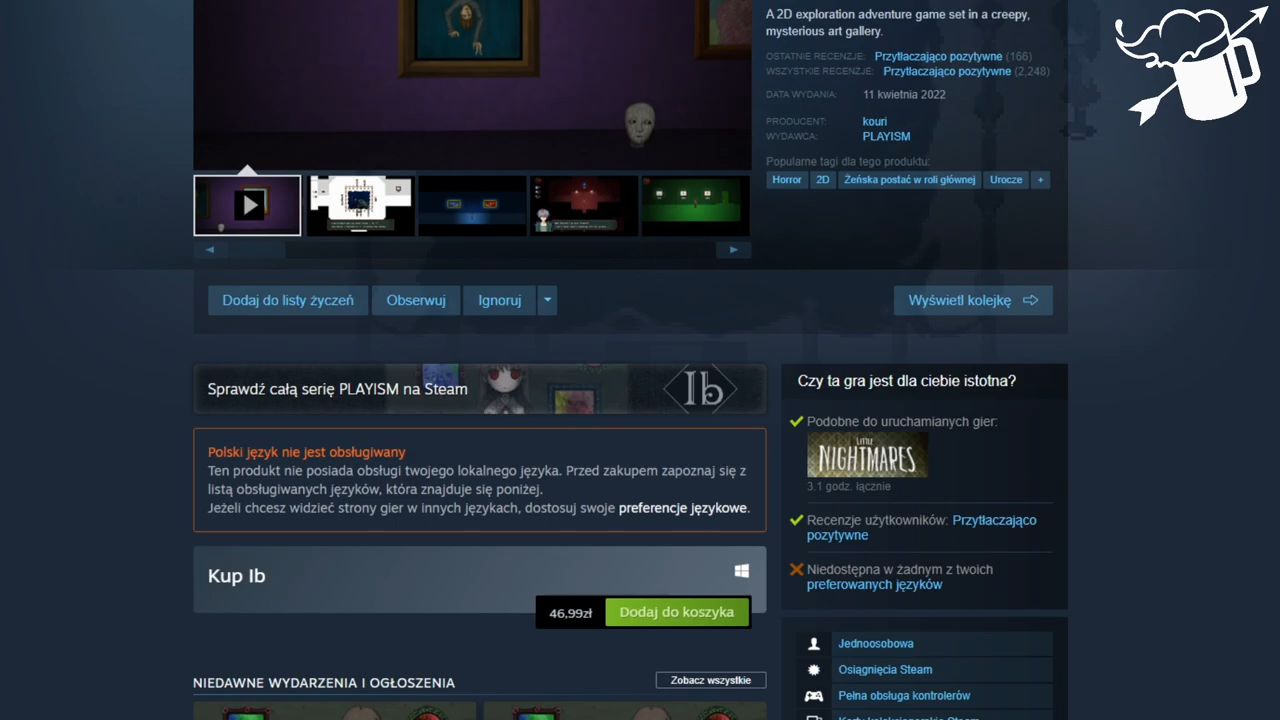 A 2D exploration adventure game set in a creepy,
mysterious art gallery.
OSTATNIE RECENZJE: Przytłaczająco pozytywne (166)
WSZYSTKIE RECENZJE: Przytłaczająco pozytywne (2,248)
DATA WYDANIA: 11 kwietnia 2022
PRODUCENT: kouri
WYDAWCA: PLAYISM
Popularne tagi dla tego produktu:
Horror 2D Żeńska postać w roli głównej Urocze +
Dodaj do listy życzeń Obserwuj Ignoruj Wyświetl kolejkę
Sprawdź całą serię PLAYISM na Steam
Ib
Polski język nie jest obsługiwany
Ten produkt nie posiada obsługi twojego lokalnego języka. Przed zakupem zapoznaj się z
listą obsługiwanych języków, która znajduje się poniżej.
Jeżeli chcesz widzieć strony gier w innych językach, dostosuj swoje preferencje językowe.
Kup Ib
46,99zł Dodaj do koszyka
NIEDAWNE WYDARZENIA I OGŁOSZENIA Zobacz wszystkie
Czy ta gra jest dla ciebie istotna?
Podobne do uruchamianych gier:
LITTLE
NIGHTMARES
3.1 godz. łącznie
Recenzje użytkowników: Przytłaczająco
pozytywne
Niedostępna w żadnym z twoich
preferowanych języków
Jednoosobowa
Osiągnięcia Steam
Pełna obsługa kontrolerów
Karty kolekcjonerskie Steam